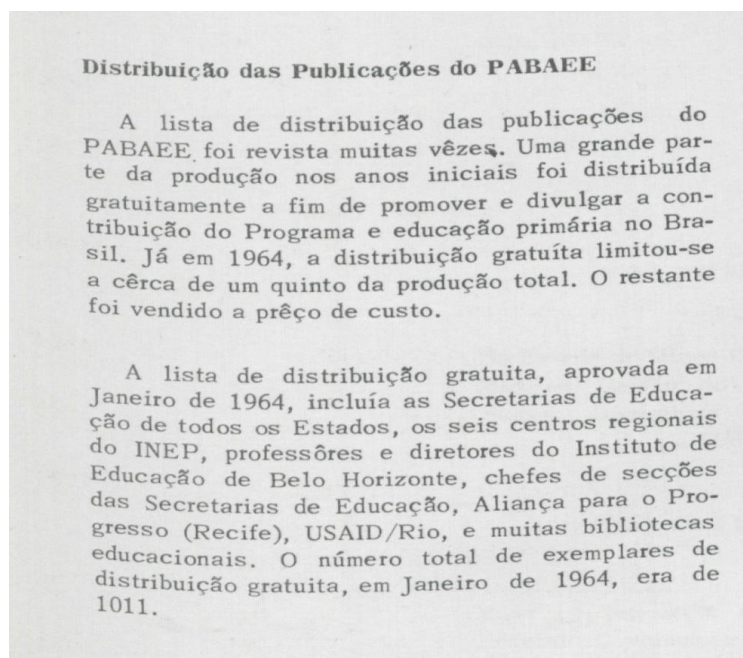 Distribuição das Publicações do PABAEE
A lista de distribuição das publicações do
PABAEE foi revista muitas vêzes. Uma grande par-
te da produção nos anos iniciais foi distribuída
gratuitamente a fim de promover e divulgar a con-
tribuição do Programa e educação primária no Bra-
sil. Já em 1964, a distribuição gratuíta limitou-se
a cêrca de um quinto da produção total. O restante
foi vendido a prêço de custo.
A lista de distribuição gratuita, aprovada em
Janeiro de 1964, incluía as Secretarias de Educa-
ção de todos os Estados, os seis centros regionais
do INEP, professôres e diretores do Instituto de
Educação de Belo Horizonte, chefes de secções
das Secretarias de Educação, Aliança para o Pro-
gresso (Recife), USAID/Rio, e muitas bibliotecas
educacionais. O número total de exemplares de
distribuição gratuita, em Janeiro de 1964, era de
1011.